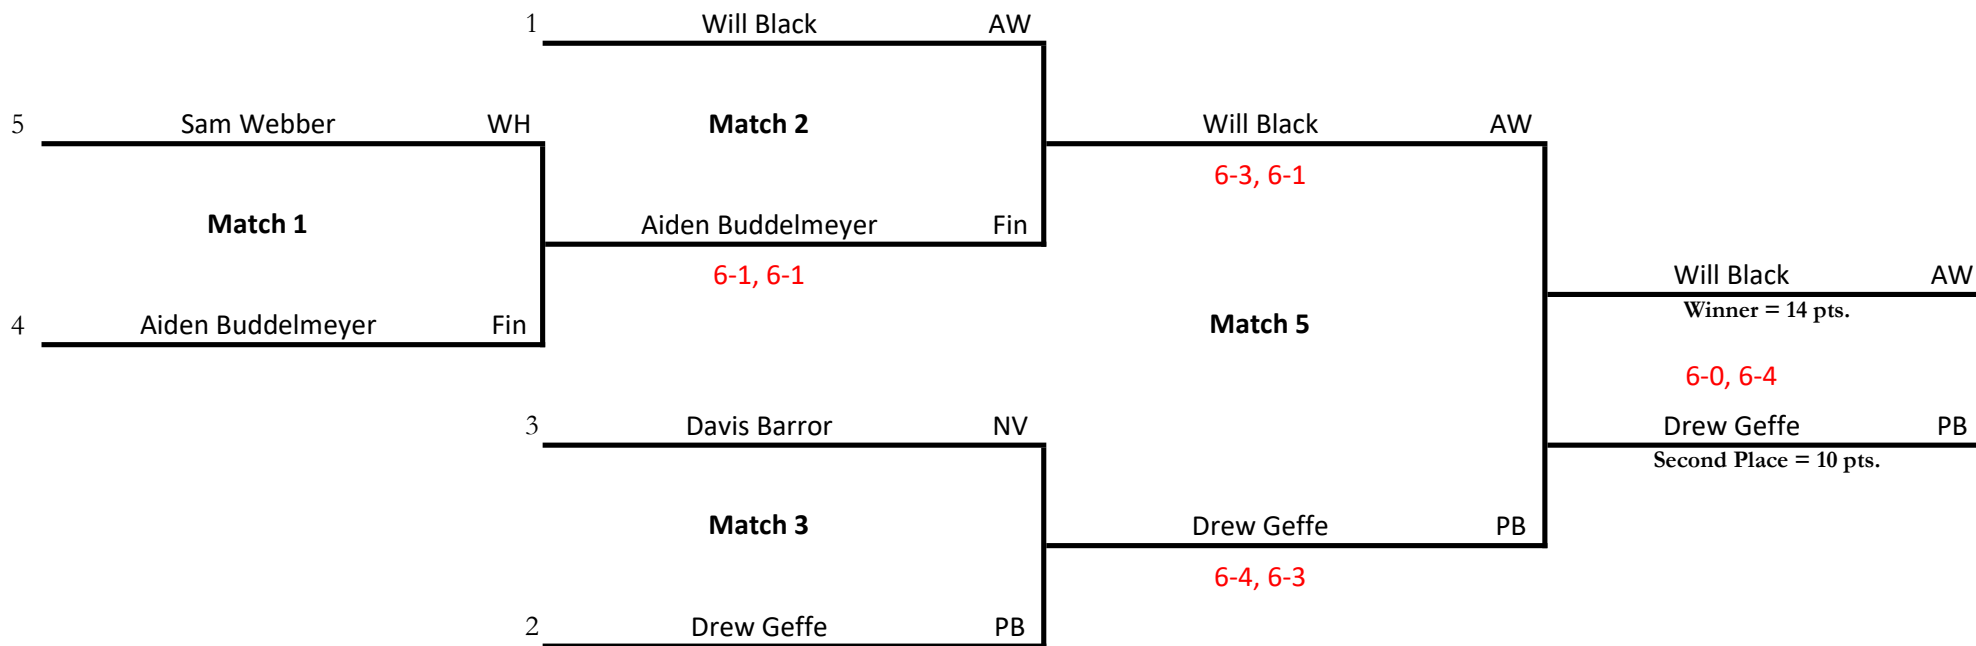 1 Will Black AW
5 Sam Webber WH Match 2 Will Black AW
6-3, 6-1
Match 1 Aiden Buddelmeyer Fin
6-1, 6-1 Will Black AW
Winner = 14 pts.
4 Aiden Buddelmeyer Fin Match 5
6-0, 6-4
3 Davis Barror NV Drew Geffe PB
Second Place = 10 pts.
Match 3 Drew Geffe PB
6-4, 6-3
2 Drew Geffe PB